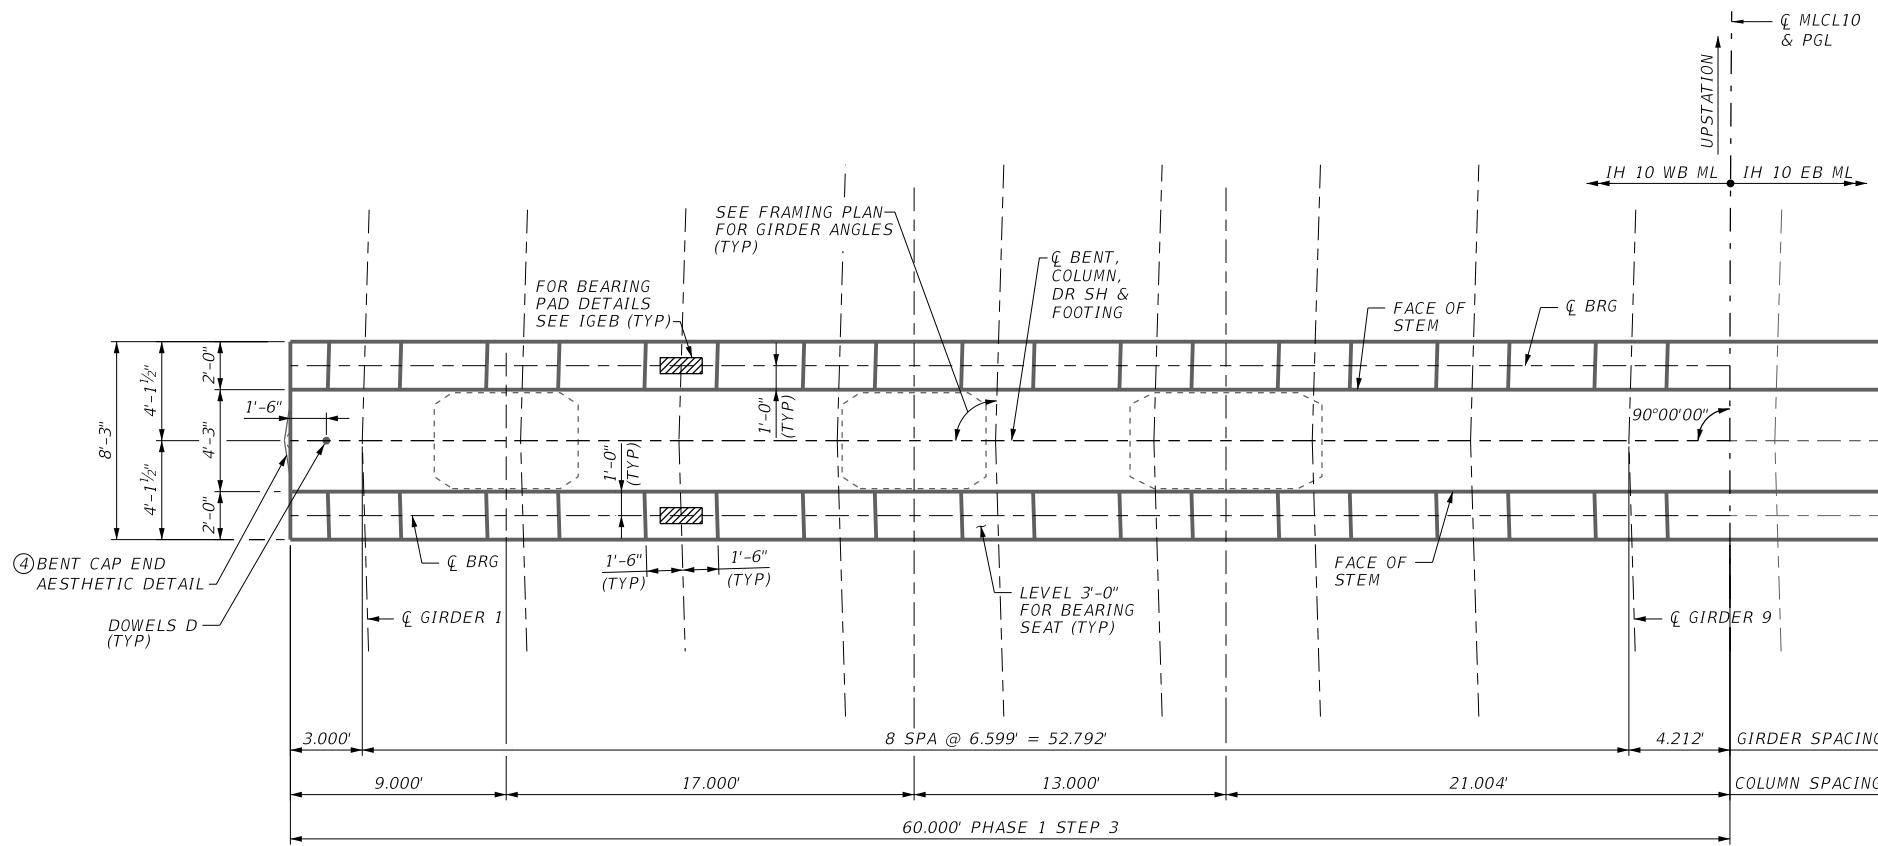 ℄ MLCL10
& PGL
UPSTATION
IH 10 WB ML
IH 10 EB ML
SEE FRAMING PLAN
FOR GIRDER ANGLES
(TYP)
℄ BENT,
COLUMN,
DR SH &
FOOTING
FOR BEARING
PAD DETAILS
SEE IGEB (TYP)
FACE OF
STEM
℄ BRG
8'-3"
4'-1½"
4'-1½"
2'-0"
4'-3"
2'-0"
1'-6"
1'-0"
(TYP)
1'-0"
(TYP)
90°00'00"
④ BENT CAP END
AESTHETIC DETAIL
℄ BRG
1'-6"
(TYP)
1'-6"
(TYP)
FACE OF
STEM
LEVEL 3'-0"
FOR BEARING
SEAT (TYP)
DOWELS D
(TYP)
℄ GIRDER 1
℄ GIRDER 9
3.000'
8 SPA @ 6.599' = 52.792'
4.212'
GIRDER SPACING
9.000'
17.000'
13.000'
21.004'
COLUMN SPACING
60.000' PHASE 1 STEP 3